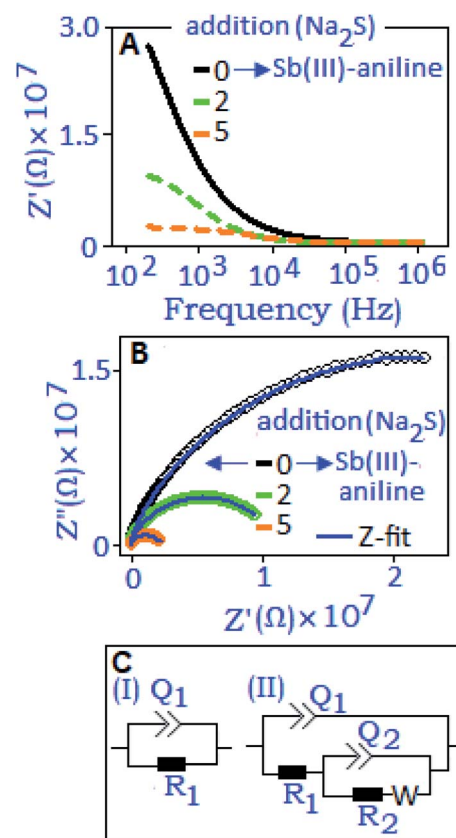 A
addition (Na₂S)
0 → Sb(III)-aniline
2
5
3.0
1.5
0
Z'(Ω)×10⁷
10² 10³ 10⁴ 10⁵ 10⁶
Frequency (Hz)
B
addition (Na₂S)
← 0 → Sb(III)-
aniline
2
5
Z-fit
1.5
0
Z"(Ω)×10⁷
0 1 2
Z'(Ω)×10⁷
C
(I) Q₁
R₁
(II) Q₁
Q₂
R₁
R₂ W